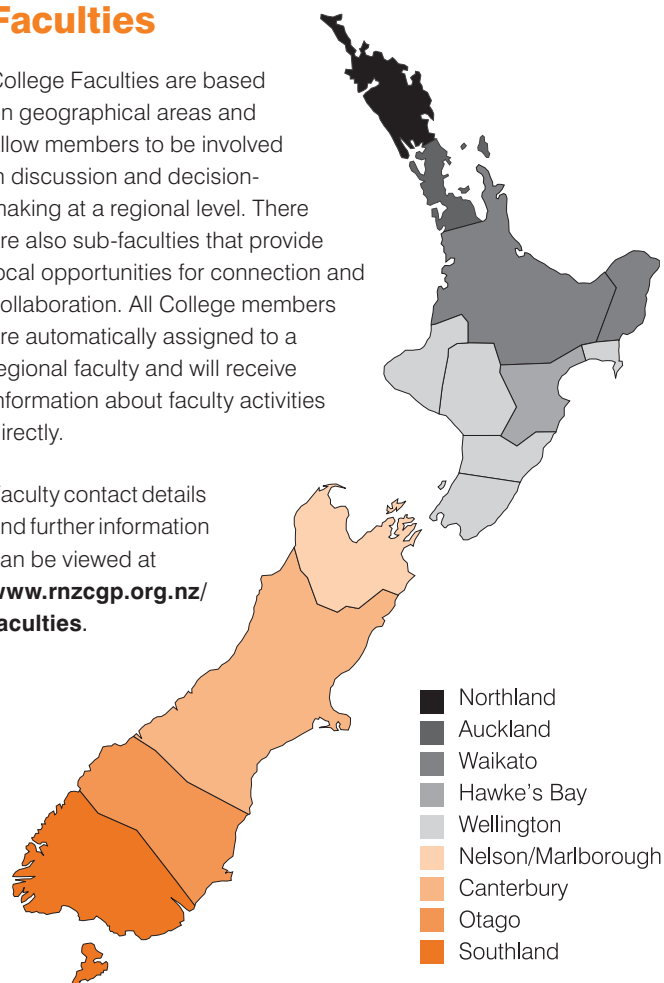 Faculties
College Faculties are based
n geographical areas and
llow members to be involved
n discussion and decision-
making at a regional level. There
re also sub-faculties that provide
ocal opportunities for connection and
ollaboration. All College members
re automatically assigned to a
egional faculty and will receive
nformation about faculty activities
irectly.
aculty contact details
nd further information
an be viewed at
www.rnzcgp.org.nz/
aculties.
Northland
Auckland
Waikato
Hawke's Bay
Wellington
Nelson/Marlborough
Canterbury
Otago
Southland